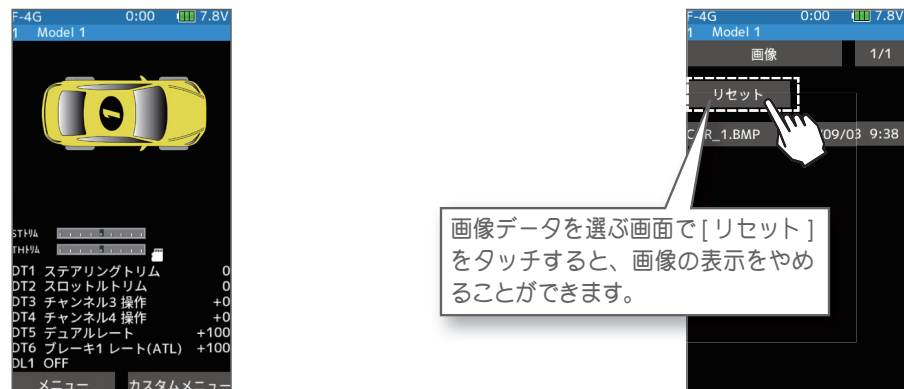 F-4G 0:00 7.8V
1 Model 1
1
STトリム
THトリム
DT1 ステアリングトリム 0
DT2 スロットルトリム 0
DT3 チャンネル3 操作 +0
DT4 チャンネル4 操作 +0
DT5 デュアルレート +100
DT6 ブレーキ1 レート(ATL) +100
DL1 OFF
メニュー カスタムメニュー
F-4G 0:00 7.8V
1 Model 1
画像 1/1
リセット
_1.BMP 09/03 9:38
画像データを選ぶ画面で[リセット]
をタッチすると、画像の表示をやめ
ることができます。